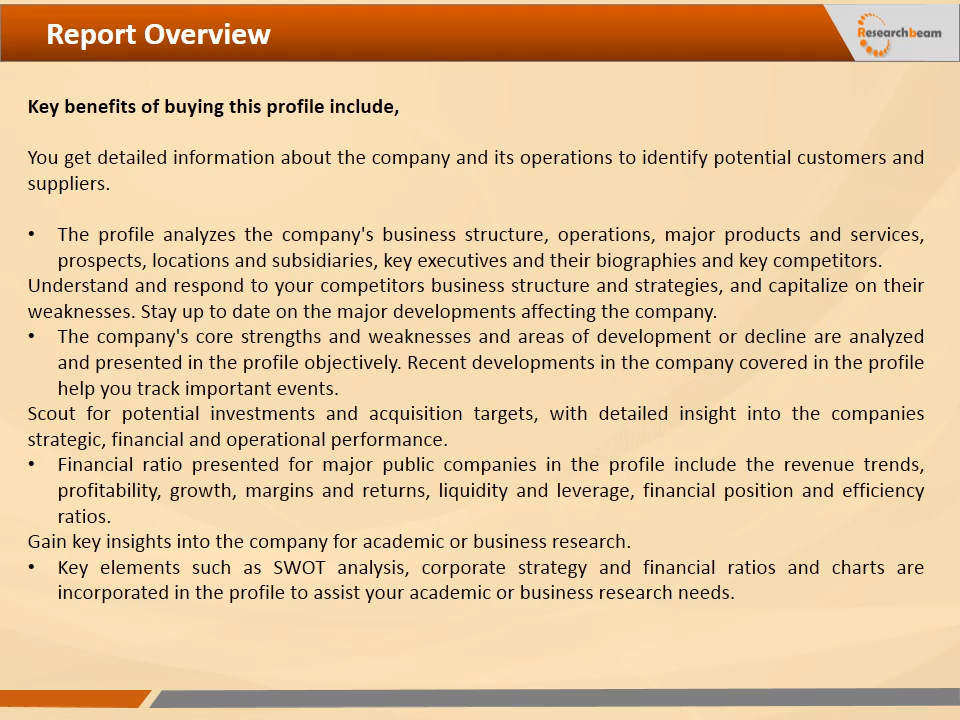 Report Overview
Researchbeam
Key benefits of buying this profile include,
You get detailed information about the company and its operations to identify potential customers and
suppliers.
• The profile analyzes the company's business structure, operations, major products and services,
prospects, locations and subsidiaries, key executives and their biographies and key competitors.
Understand and respond to your competitors business structure and strategies, and capitalize on their
weaknesses. Stay up to date on the major developments affecting the company.
• The company's core strengths and weaknesses and areas of development or decline are analyzed
and presented in the profile objectively. Recent developments in the company covered in the profile
help you track important events.
Scout for potential investments and acquisition targets, with detailed insight into the companies
strategic, financial and operational performance.
• Financial ratio presented for major public companies in the profile include the revenue trends,
profitability, growth, margins and returns, liquidity and leverage, financial position and efficiency
ratios.
Gain key insights into the company for academic or business research.
• Key elements such as SWOT analysis, corporate strategy and financial ratios and charts are
incorporated in the profile to assist your academic or business research needs.